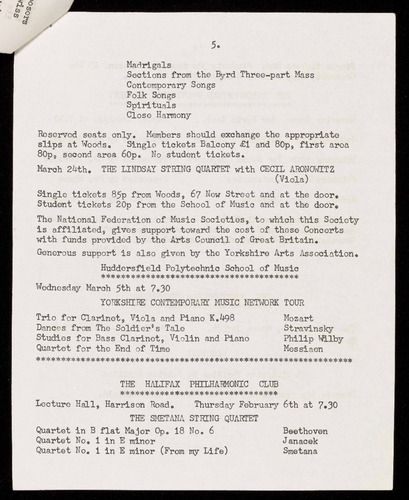 5.
Madrigals
Sections from the Byrd Three-part Mass
Contemporary Songs
Folk Songs
Spirituals
Close Harmony
Reserved seats only. Members should exchange the appropriate
slips at Woods. Single tickets Balcony £1 and 80p, first area
80p, second area 60p. No student tickets.
March 24th. THE LINDSAY STRING QUARTET with CECIL ARONOWITZ
(Viola)
Single tickets 85p from Woods, 67 New Street and at the door.
Student tickets 20p from the School of Music and at the door.
The National Federation of Music Societies, to which this Society
is affiliated, gives support toward the cost of these Concerts
with funds provided by the Arts Council of Great Britain.
Generous support is also given by the Yorkshire Arts Association.
Huddersfield Polytechnic School of Music
Wednesday March 5th at 7.30
YORKSHIRE CONTEMPORARY MUSIC NETWORK TOUR
Trio for Clarinet, Viola and Piano K.498 Mozart
Dances from The Soldier's Tale Stravinsky
Studies for Bass Clarinet, Violin and Piano Philip Wilby
Quartet for the End of Time Messiaen
THE HALIFAX PHILHARMONIC CLUB
Lecture Hall, Harrison Road. Thursday February 6th at 7.30
THE SMETANA STRING QUARTET
Quartet in B flat Major Op. 18 No. 6 Beethoven
Quartet No. 1 in E minor Janacek
Quartet No. 1 in E minor (From my Life) Smetana